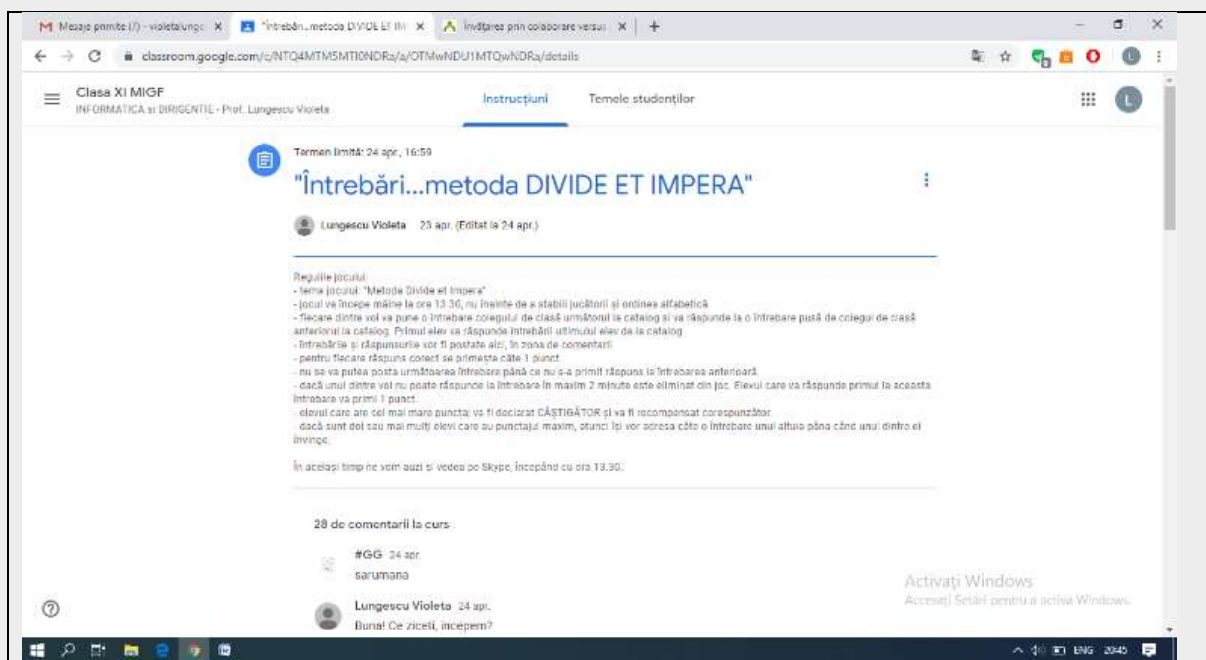 Mesaje primite (7) - violetalungo
"Întrebări...metoda DIVIDE ET IM
Învățarea prin colaborare versus
classroom.google.com/c/NTQ4MTM5MTI0NDRa/a/OTMwNDU1MTQwNDRa/details
Clasa XI MIGF
INFORMATICA si DIRIGENTIE - Prof. Lungescu Violeta
Instrucțiuni
Temele studenților
L
Termen limită: 24 apr., 16:59
"Întrebări...metoda DIVIDE ET IMPERA"
Lungescu Violeta 23 apr. (Editat la 24 apr.)
Regulile jocului:
- tema jocului: "Metoda Divide et Impera"
- jocul va începe mâine la ora 13:30, nu înainte de a stabili jucătorii și ordinea alfabetică.
- fiecare dintre voi va pune o întrebare colegului de clasă următorul la catalog si va răspunde la o întrebare pusă de colegul de clasă
anteriorul la catalog. Primul elev va răspunde întrebării ultimului elev de la catalog.
- întrebările și răspunsurile vor fi postate aici, în zona de comentarii
- pentru fiecare răspuns corect se primește câte 1 punct
- nu se va putea posta următoarea întrebare până ce nu s-a primit răspuns la întrebarea anterioară.
- dacă unul dintre voi nu poate răspunde la întrebare în maxim 2 minute este eliminat din joc. Elevul care va răspunde primul la aceasta
întrebare va primi 1 punct.
- elevul care are cel mai mare punctaj va fi declarat CÂȘTIGĂTOR și va fi recompensat corespunzător
- dacă sunt doi sau mai mulți elevi care au punctajul maxim, atunci își vor adresa câte o întrebare unul altuia până când unul dintre ei
învinge.
În același timp ne vom auzi si vedea pe Skype, începând cu ora 13.30.
28 de comentarii la curs
#GG 24 apr.
sarumana
Lungescu Violeta 24 apr.
Buna! Ce ziceti, incepem?
Activați Windows
Accesați Setări pentru a activa Windows.
ENG 20:45